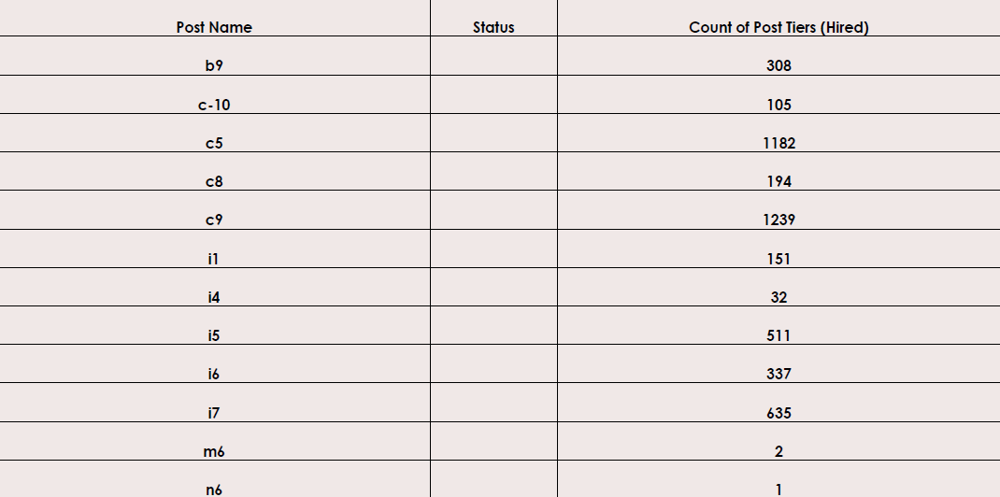 Post Name Status Count of Post Tiers (Hired)
b9 308
c-10 105
c5 1182
c8 194
c9 1239
i1 151
i4 32
i5 511
i6 337
i7 635
m6 2
n6 1